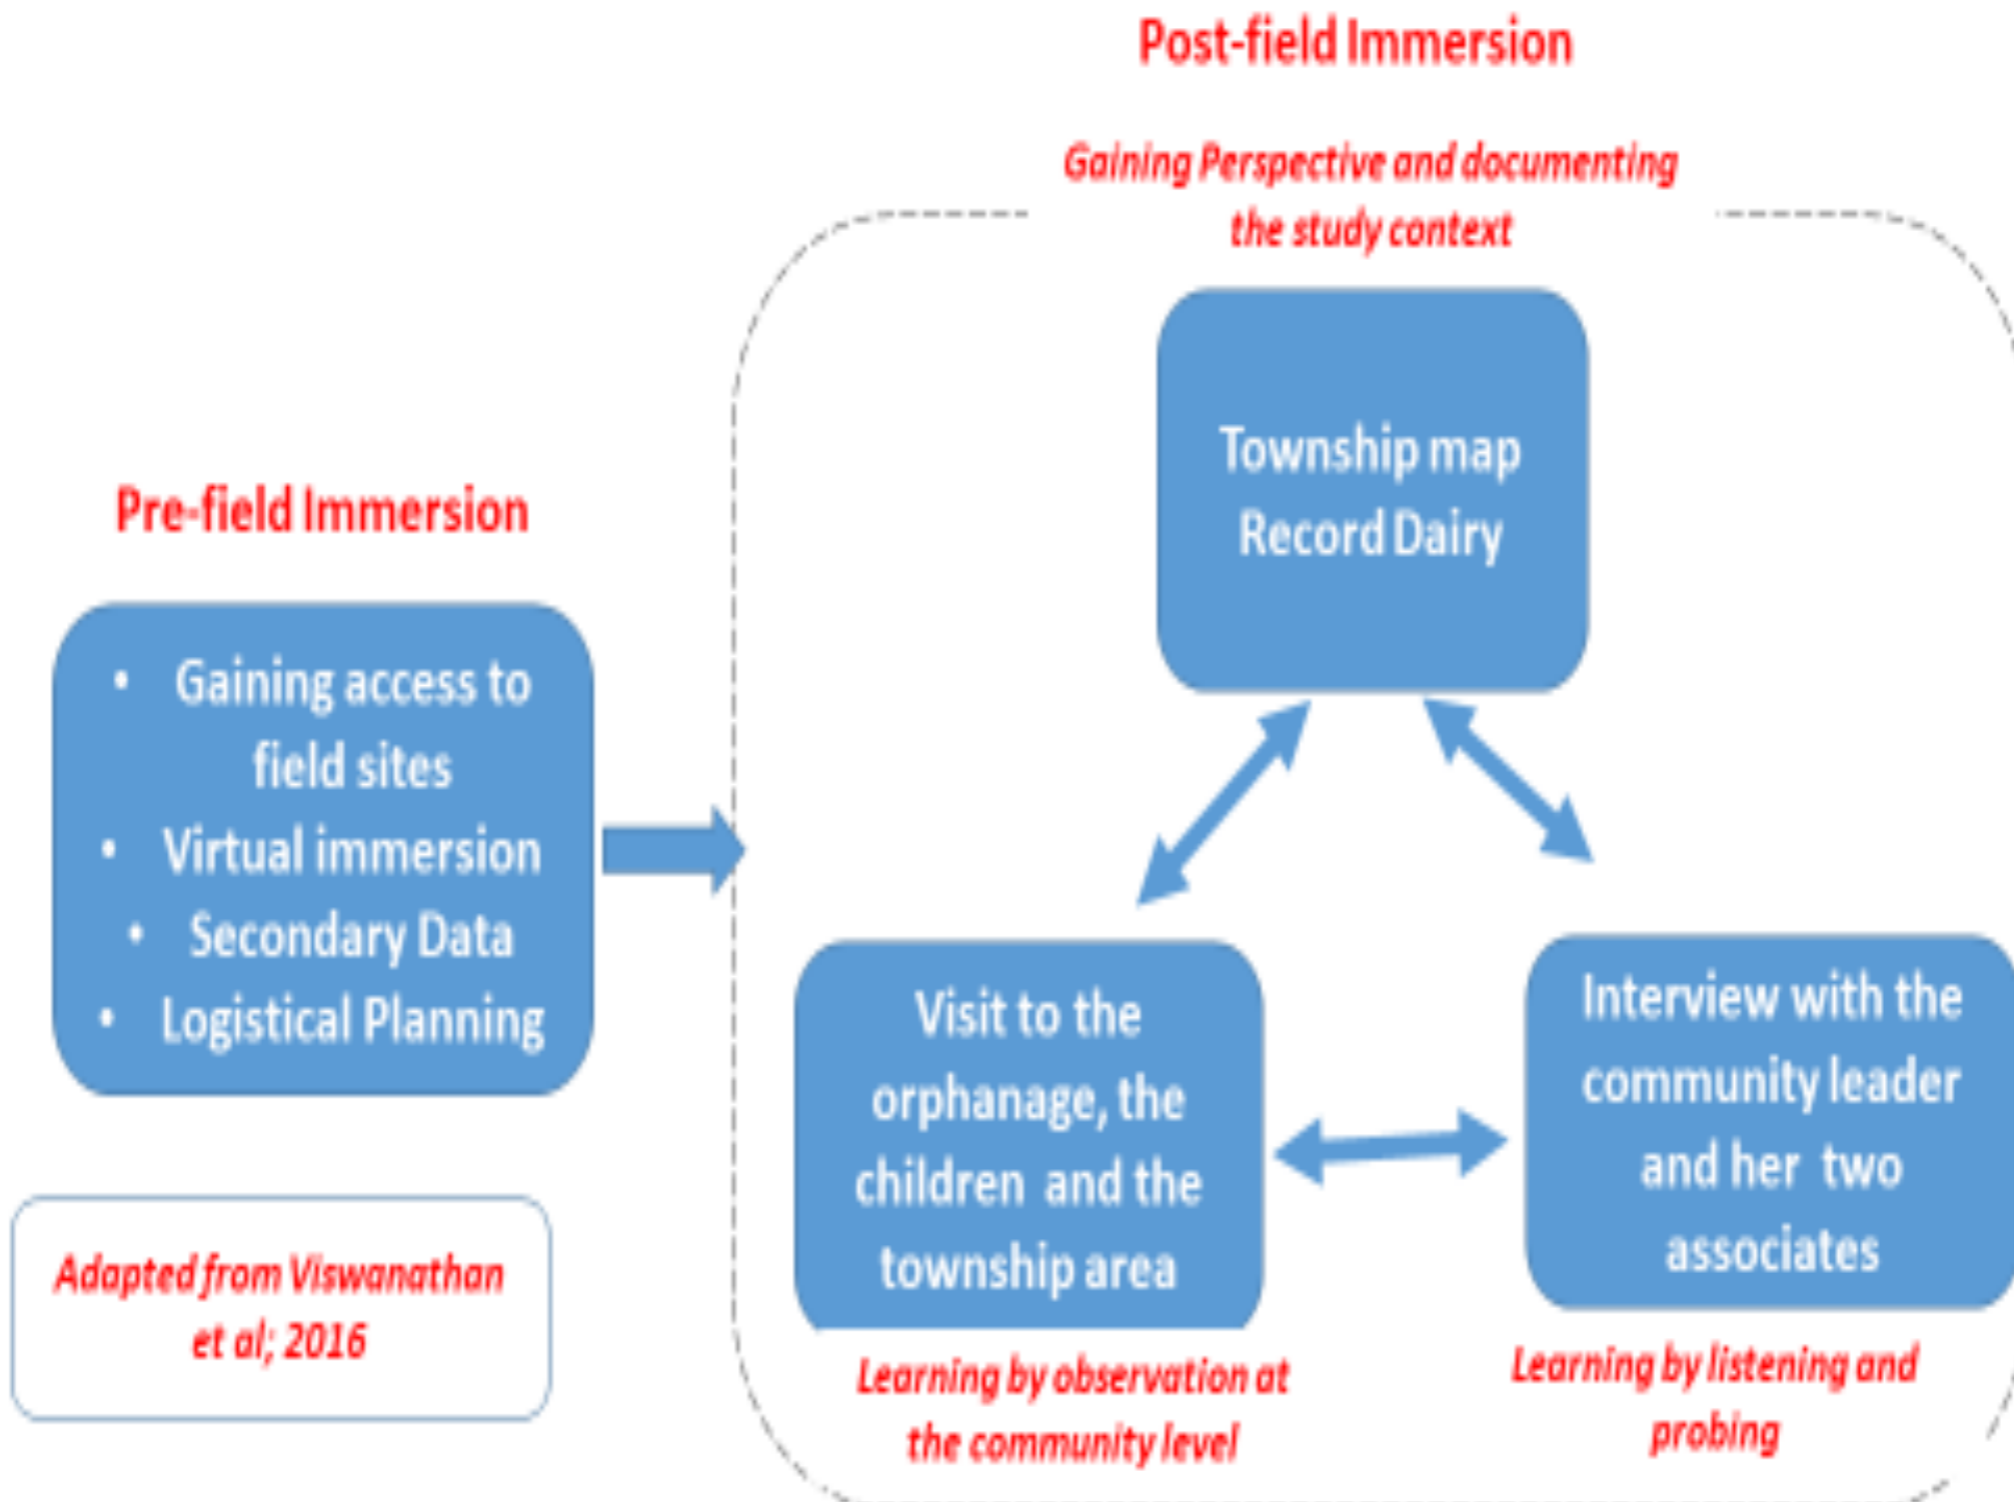 Post-field Immersion
Gaining Perspective and documenting
the study context
Township map
Record Dairy
Pre-field Immersion
• Gaining access to
field sites
• Virtual immersion
• Secondary Data
• Logistical Planning
Visit to the
orphanage, the
children and the
township area
Interview with the
community leader
and her two
associates
Learning by observation at
the community level
Learning by listening and
probing
Adapted from Viswanathan
et al; 2016